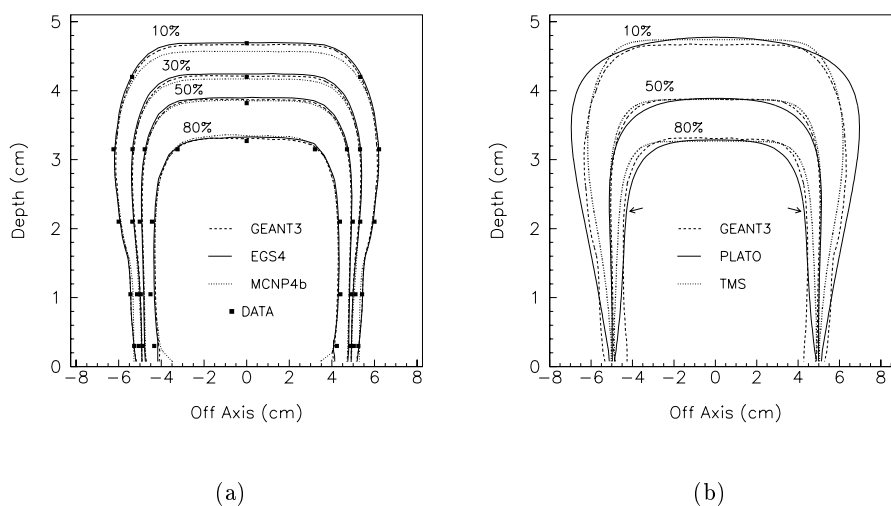 5
4
3
2
1
0
Depth (cm)
10%
30%
50%
80%
GEANT3
EGS4
MCNP4b
DATA
−8 −6 −4 −2 0 2 4 6 8
Off Axis (cm)
(a)
5
4
3
2
1
0
Depth (cm)
10%
50%
80%
GEANT3
PLATO
TMS
−8 −6 −4 −2 0 2 4 6 8
Off Axis (cm)
(b)